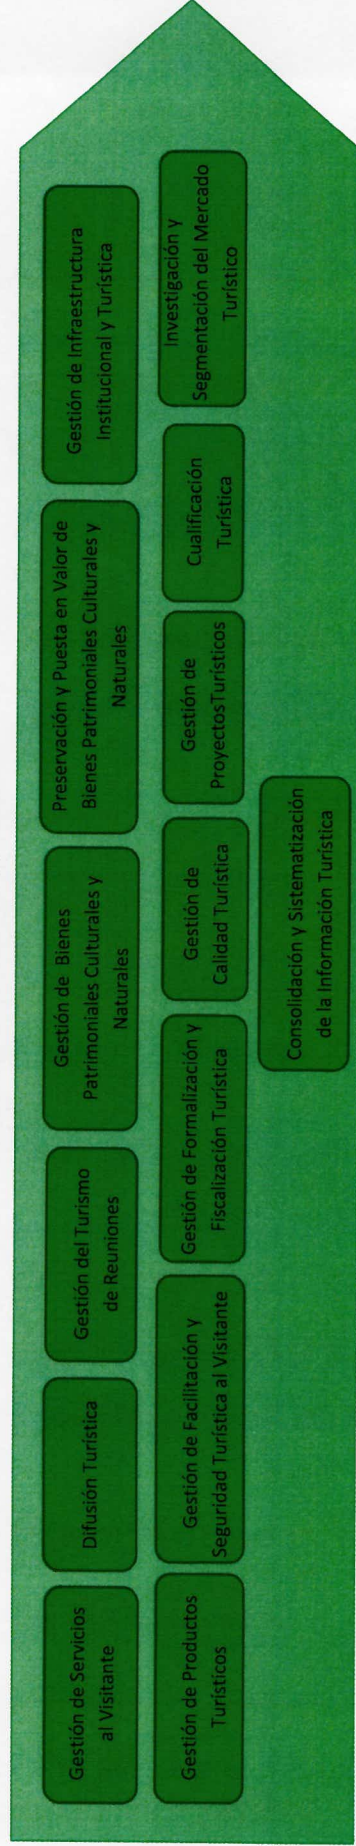 Gestión de Servicios
al Visitante
Difusión Turística
Gestión del Turismo
de Reuniones
Gestión de Bienes
Patrimoniales Culturales y
Naturales
Preservación y Puesta en Valor de
Bienes Patrimoniales Culturales y
Naturales
Gestión de Infraestructura
Institucional y Turística
Gestión de Productos
Turísticos
Gestión de Facilitación y
Seguridad Turística al Visitante
Gestión de Formalización y
Fiscalización Turística
Gestión de
Calidad Turística
Gestión de
ProyectosTurísticos
Cualificación
Turística
Investigación y
Segmentación del Mercado
Turístico
Consolidación y Sistematización
de la Información Turística